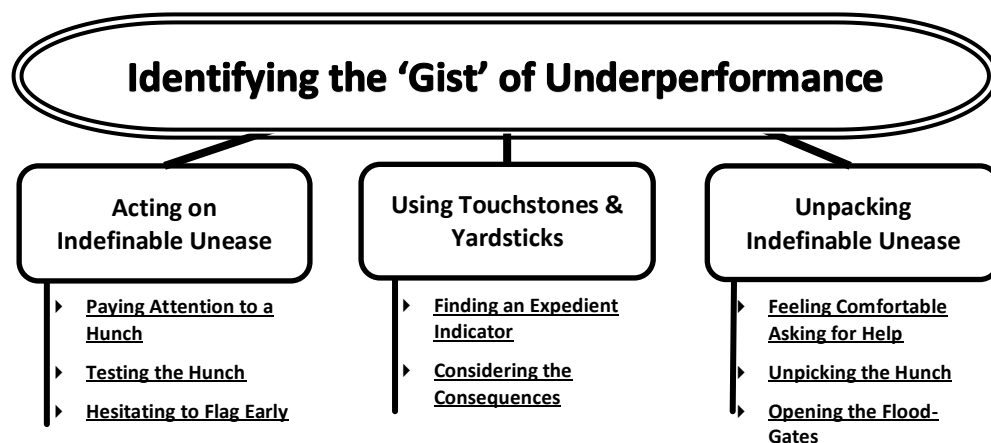 Identifying the ‘Gist’ of Underperformance
Acting on
Indefinable Unease
Paying Attention to a
Hunch
Testing the Hunch
Hesitating to Flag Early
Using Touchstones &
Yardsticks
Finding an Expedient
Indicator
Considering the
Consequences
Unpacking
Indefinable Unease
Feeling Comfortable
Asking for Help
Unpicking the Hunch
Opening the Flood-
Gates